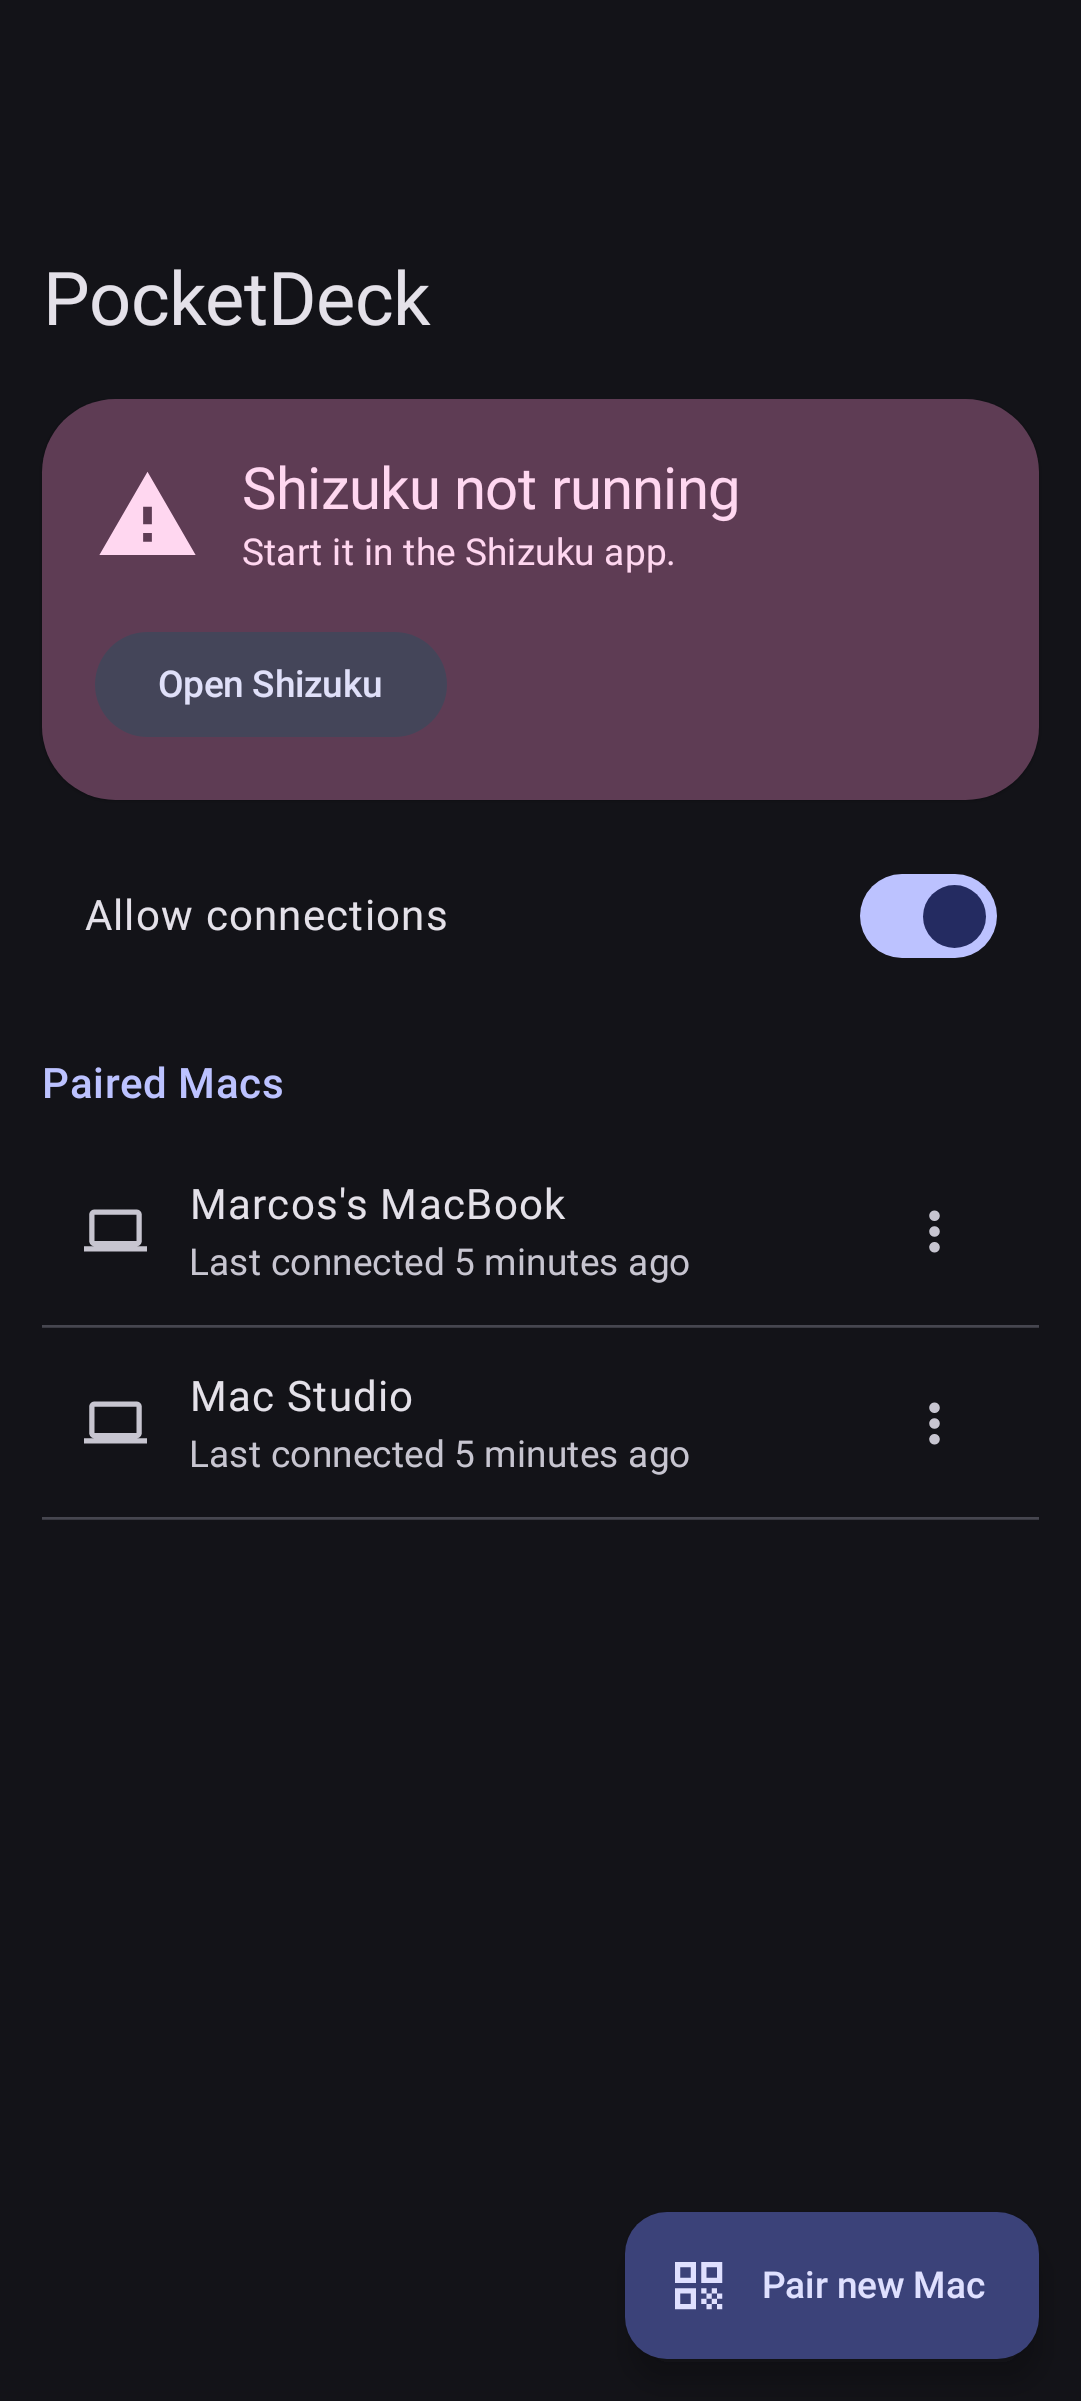 PocketDeck
Shizuku not running
Start it in the Shizuku app.
Open Shizuku
Allow connections
Paired Macs
Marcos's MacBook
Last connected 5 minutes ago
Mac Studio
Last connected 5 minutes ago
Pair new Mac